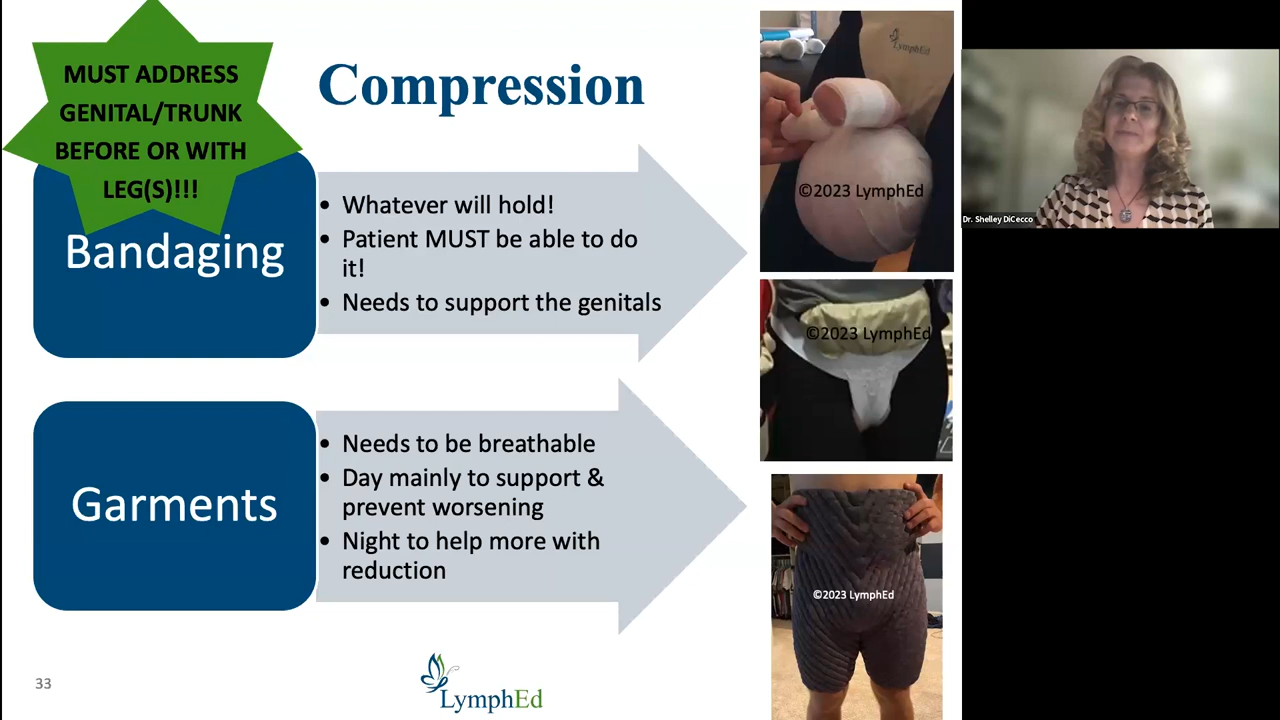 MUST ADDRESS
GENITAL/TRUNK
BEFORE OR WITH
LEG(S)!!!
Compression
Bandaging
• Whatever will hold!
• Patient MUST be able to do
it!
• Needs to support the genitals
Garments
• Needs to be breathable
• Day mainly to support &
prevent worsening
• Night to help more with
reduction
LymphEd
©2023 LymphEd
©2023 LymphEd
©2023 LymphEd
Dr. Shelley DiCecco
33
LymphEd